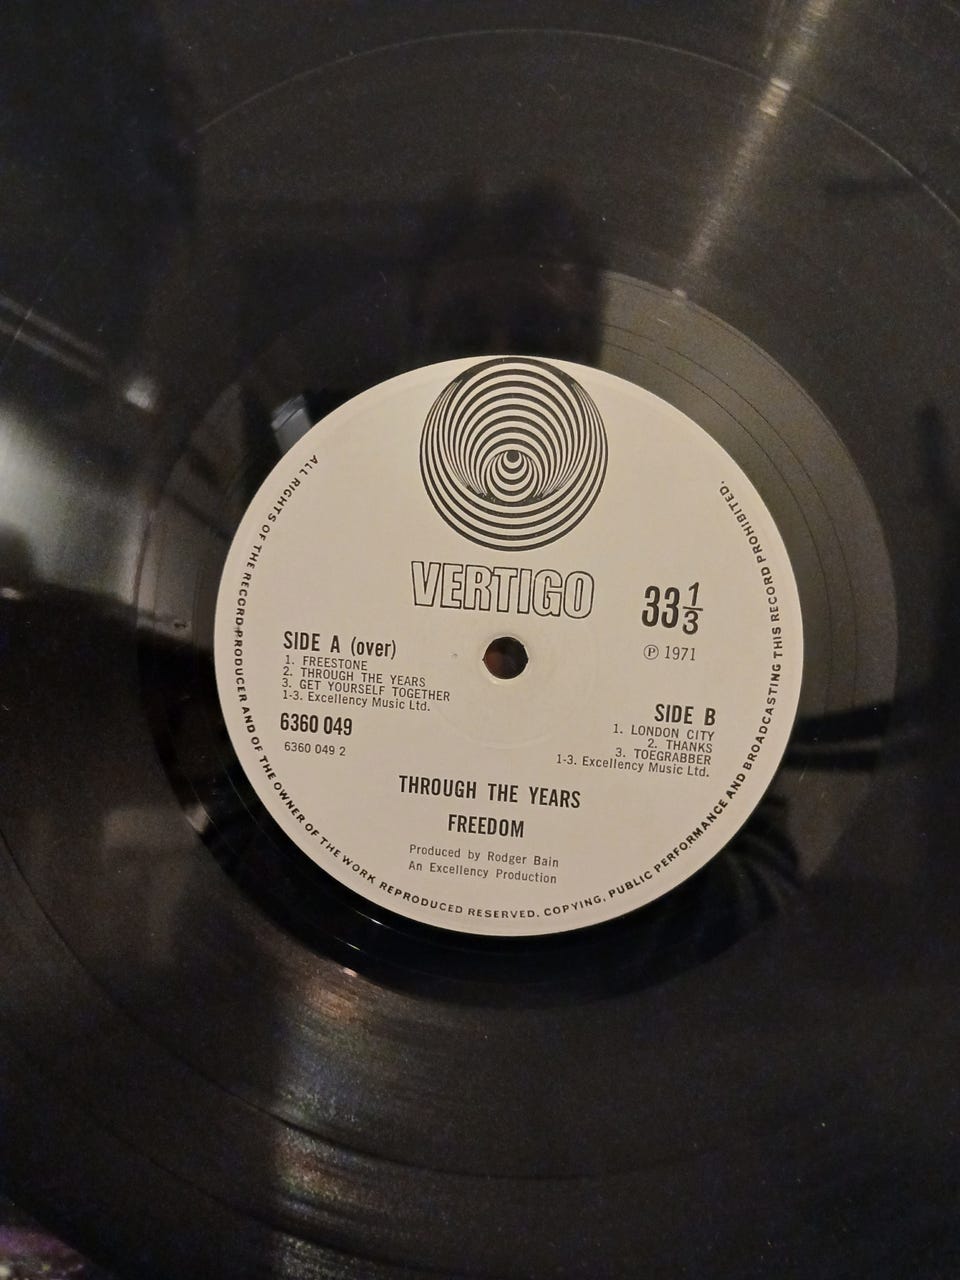 VERTIGO
33 1/3
Ⓟ 1971
SIDE A (over)
1. FREESTONE
2. THROUGH THE YEARS
3. GET YOURSELF TOGETHER
1-3. Excellency Music Ltd.
6360 049
6360 049 2
SIDE B
1. LONDON CITY
2. THANKS
3. TOEGRABBER
1-3. Excellency Music Ltd.
THROUGH THE YEARS
FREEDOM
Produced by Rodger Bain
An Excellency Production
ALL RIGHTS OF THE RECORD PRODUCER AND OF THE OWNER OF THE WORK REPRODUCED RESERVED. COPYING, PUBLIC PERFORMANCE AND BROADCASTING THIS RECORD PROHIBITED.